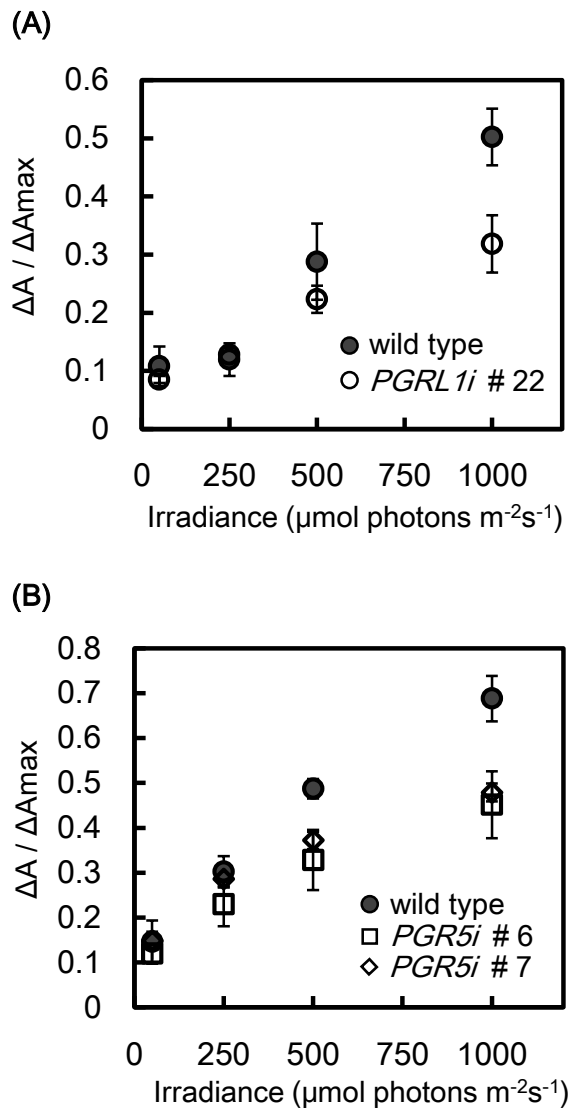 (A)
0.6
0.5
0.4
0.3
0.2
0.1
0
ΔA / ΔAmax
wild type
PGRL1i # 22
0 250 500 750 1000
Irradiance (μmol photons m-2s-1)
(B)
0.8
0.7
0.6
0.5
0.4
0.3
0.2
0.1
0
ΔA / ΔAmax
wild type
PGR5i # 6
PGR5i # 7
0 250 500 750 1000
Irradiance (μmol photons m-2s-1)